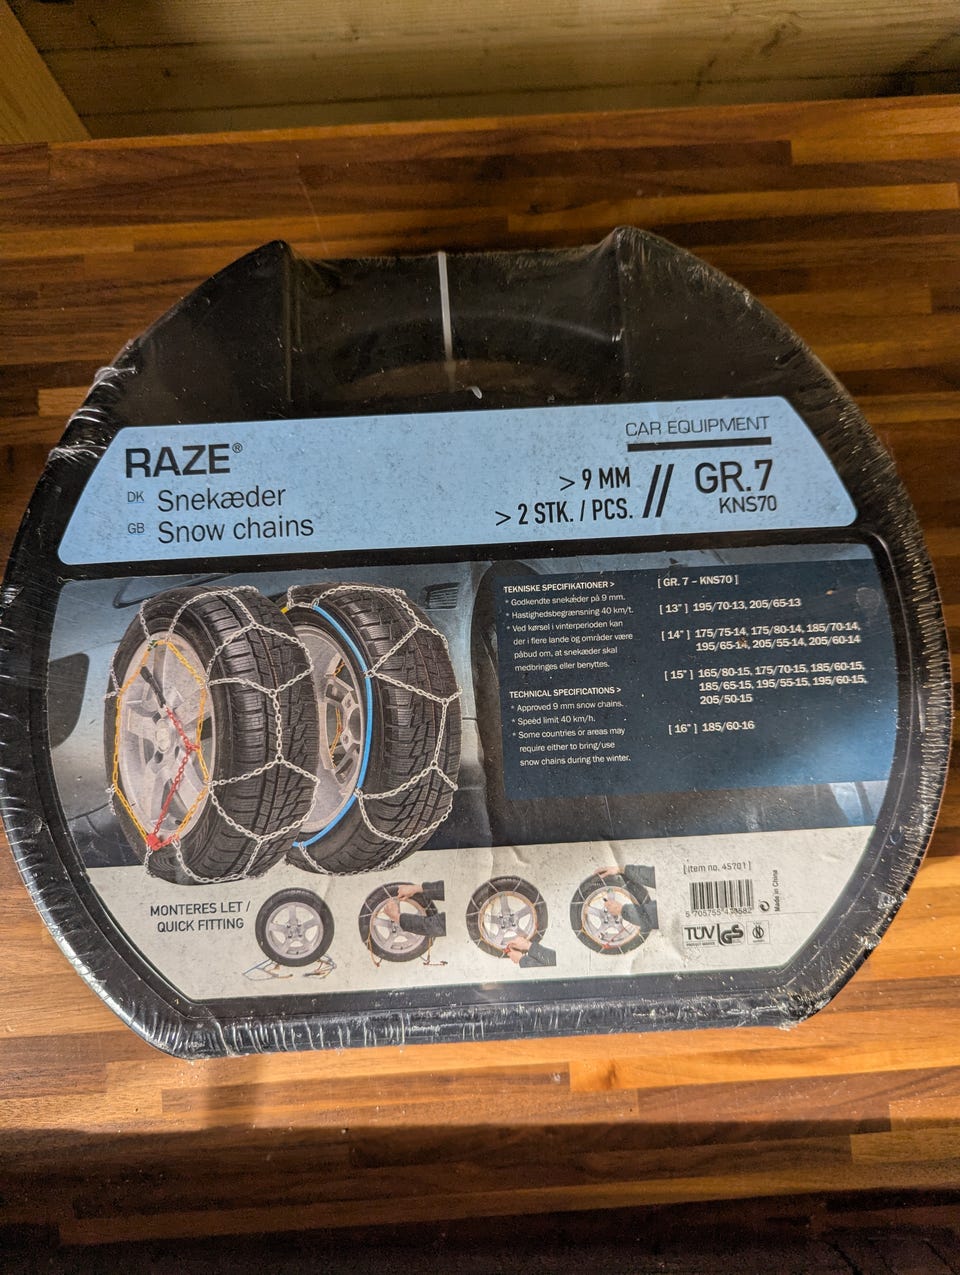 RAZE®
DK Snekæder
GB Snow chains
CAR EQUIPMENT
> 9 MM
> 2 STK. / PCS.
//
GR.7
KNS70
TEKNISKE SPECIFIKATIONER >
* Godkendte snekæder på 9 mm.
* Hastighedsbegrænsning 40 km/t.
* Ved kørsel i vinterperioden kan
der i flere lande og områder være
påbud om, at snekæder skal
medbringes eller benyttes.
TECHNICAL SPECIFICATIONS >
* Approved 9 mm snow chains.
* Speed limit 40 km/h.
* Some countries or areas may
require either to bring/use
snow chains during the winter.
[ GR. 7 - KNS70 ]
[ 13" ] 195/70-13, 205/65-13
[ 14" ] 175/75-14, 175/80-14, 185/70-14,
195/65-14, 205/55-14, 205/60-14
[ 15" ] 165/80-15, 175/70-15, 185/60-15,
185/65-15, 195/55-15, 195/60-15,
205/50-15
[ 16" ] 185/60-16
MONTERES LET /
QUICK FITTING
[ item no. 45701 ]
Made in China
TÜV GS